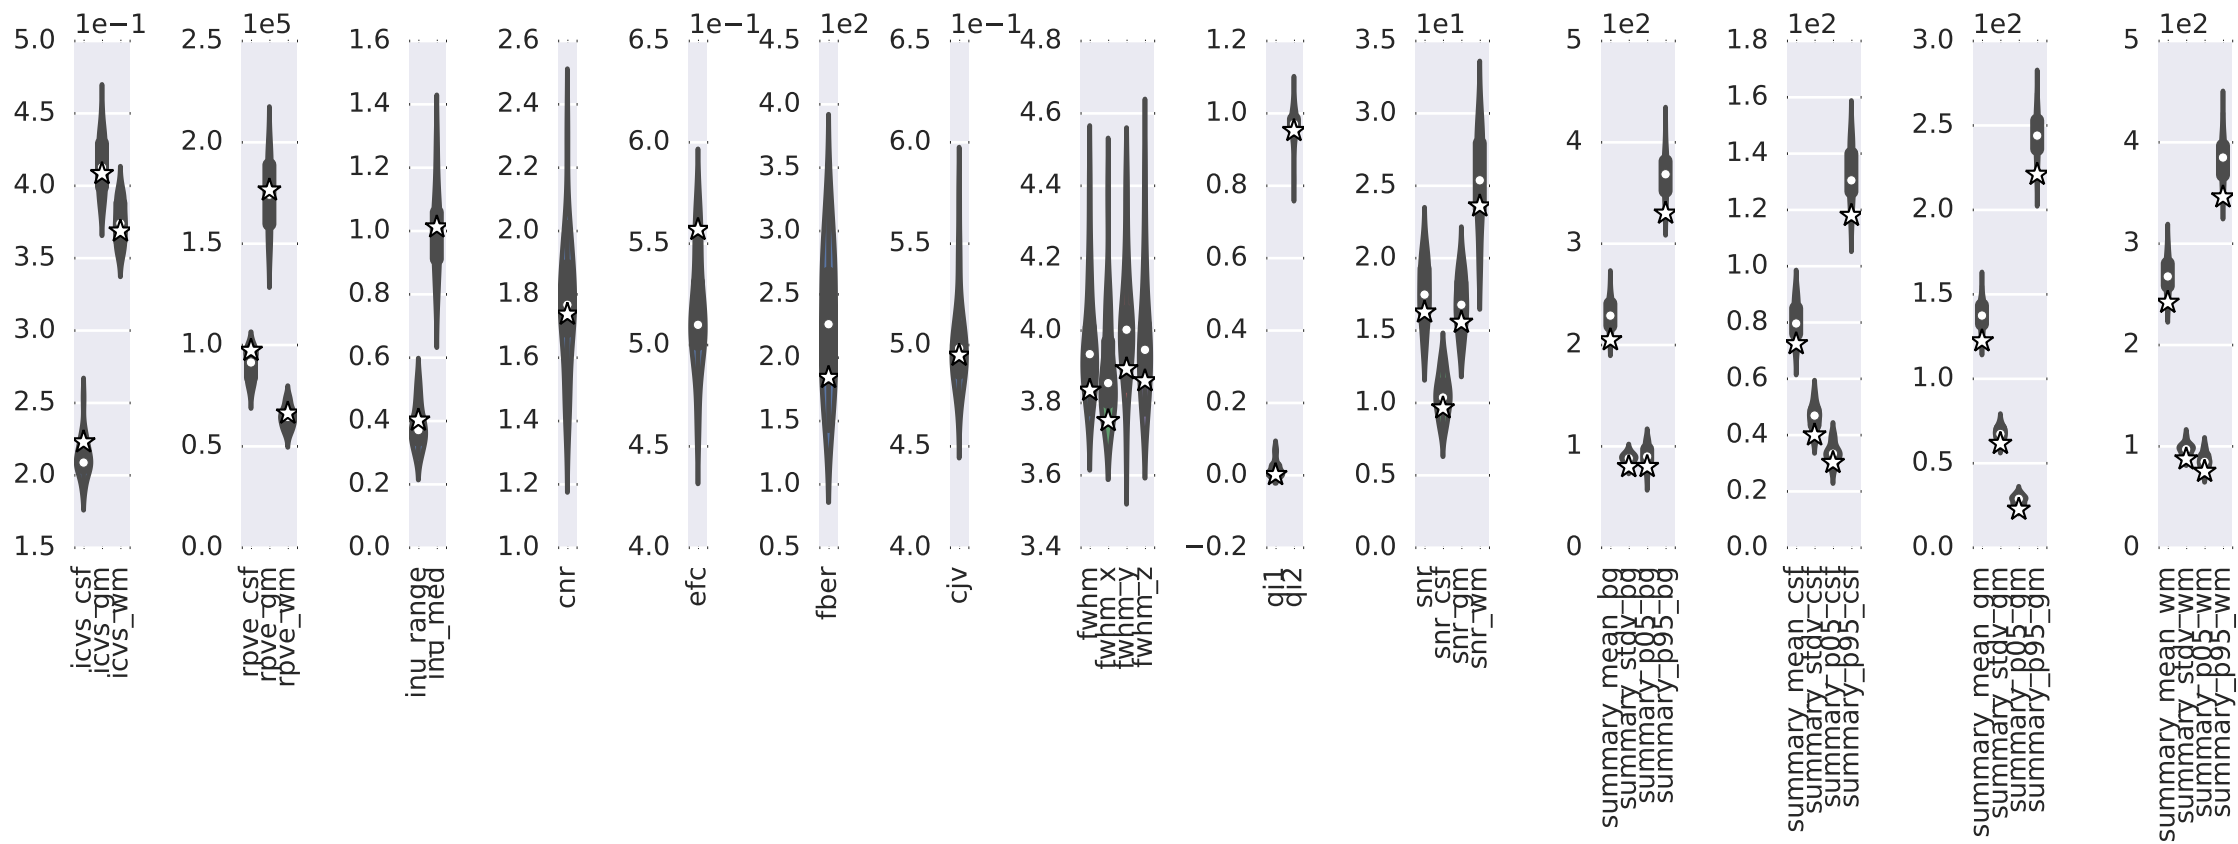 1e−1
5.0
4.5
4.0
3.5
3.0
2.5
2.0
1.5
icvs_csf
icvs_gm
icvs_wm
1e5
2.5
2.0
1.5
1.0
0.5
0.0
rpve_csf
rpve_gm
rpve_wm
1.6
1.4
1.2
1.0
0.8
0.6
0.4
0.2
0.0
inu_range
inu_med
2.6
2.4
2.2
2.0
1.8
1.6
1.4
1.2
1.0
cnr
1e−1
6.5
6.0
5.5
5.0
4.5
4.0
efc
1e2
4.5
4.0
3.5
3.0
2.5
2.0
1.5
1.0
0.5
fber
1e−1
6.5
6.0
5.5
5.0
4.5
4.0
cjv
4.8
4.6
4.4
4.2
4.0
3.8
3.6
3.4
fwhm
fwhm_x
fwhm_y
fwhm_z
1.2
1.0
0.8
0.6
0.4
0.2
0.0
−0.2
qi1
qi2
1e1
3.5
3.0
2.5
2.0
1.5
1.0
0.5
0.0
snr
snr_csf
snr_gm
snr_wm
1e2
5
4
3
2
1
0
summary_mean_bg
summary_stdv_bg
summary_p05_bg
summary_p95_bg
1e2
1.8
1.6
1.4
1.2
1.0
0.8
0.6
0.4
0.2
0.0
summary_mean_csf
summary_stdv_csf
summary_p05_csf
summary_p95_csf
1e2
3.0
2.5
2.0
1.5
1.0
0.5
0.0
summary_mean_gm
summary_stdv_gm
summary_p05_gm
summary_p95_gm
1e2
5
4
3
2
1
0
summary_mean_wm
summary_stdv_wm
summary_p05_wm
summary_p95_wm